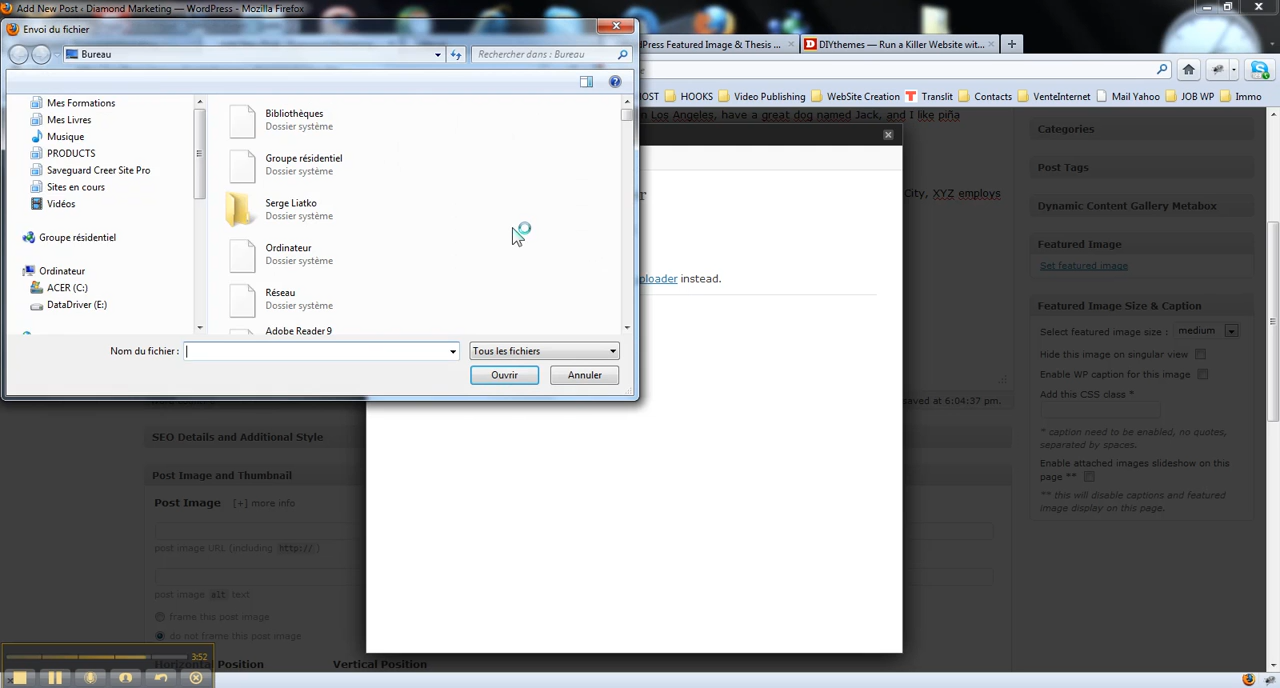 Add New Post ‹ Diamond Marketing — WordPress - Mozilla Firefox
Envoi du fichier
Bureau
Rechercher dans : Bureau
Press Featured Image & Thesis ...
DIYthemes — Run a Killer Website wit...
HOOKS
Video Publishing
WebSite Creation
Translit
Contacts
VenteInternet
Mail Yahoo
JOB WP
Immo
Mes Formations
Mes Livres
Musique
PRODUCTS
Saveguard Creer Site Pro
Sites en cours
Vidéos
Groupe résidentiel
Ordinateur
ACER (C:)
DataDriver (E:)
Bibliothèques
Dossier système
Groupe résidentiel
Dossier système
Serge Liatko
Dossier système
Ordinateur
Dossier système
Réseau
Dossier système
Adobe Reader 9
Nom du fichier :
Tous les fichiers
Ouvrir
Annuler
n Los Angeles, have a great dog named Jack, and I like piña
City, XYZ employs
ploader instead.
Categories
Post Tags
Dynamic Content Gallery Metabox
Featured Image
Set featured image
Featured Image Size & Caption
Select featured image size :
medium
Hide this image on singular view
Enable WP caption for this image
Add this CSS class *
* caption need to be enabled, no quotes,
separated by spaces.
Enable attached images slideshow on this
page **
** this will disable captions and featured
image display on this page.
saved at 6:04:37 pm.
SEO Details and Additional Style
Post Image and Thumbnail
Post Image [+] more info
post image URL (including http://)
post image alt text
frame this post image
do not frame this post image
Horizontal Position
Vertical Position
3:52